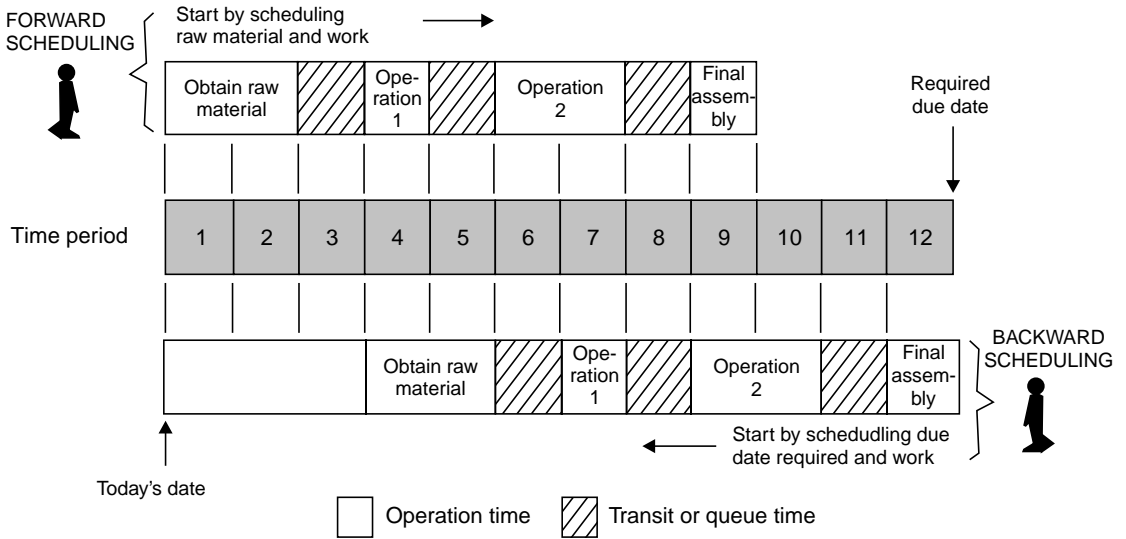 FORWARD
SCHEDULING
Start by scheduling
raw material and work
Obtain raw
material
Ope-
ration
1
Operation
2
Final
assem-
bly
Required
due date
Time period
1 2 3 4 5 6 7 8 9 10 11 12
Obtain raw
material
Ope-
ration
1
Operation
2
Final
assem-
bly
BACKWARD
SCHEDULING
Start by schedudling due
date required and work
Today's date
Operation time
Transit or queue time